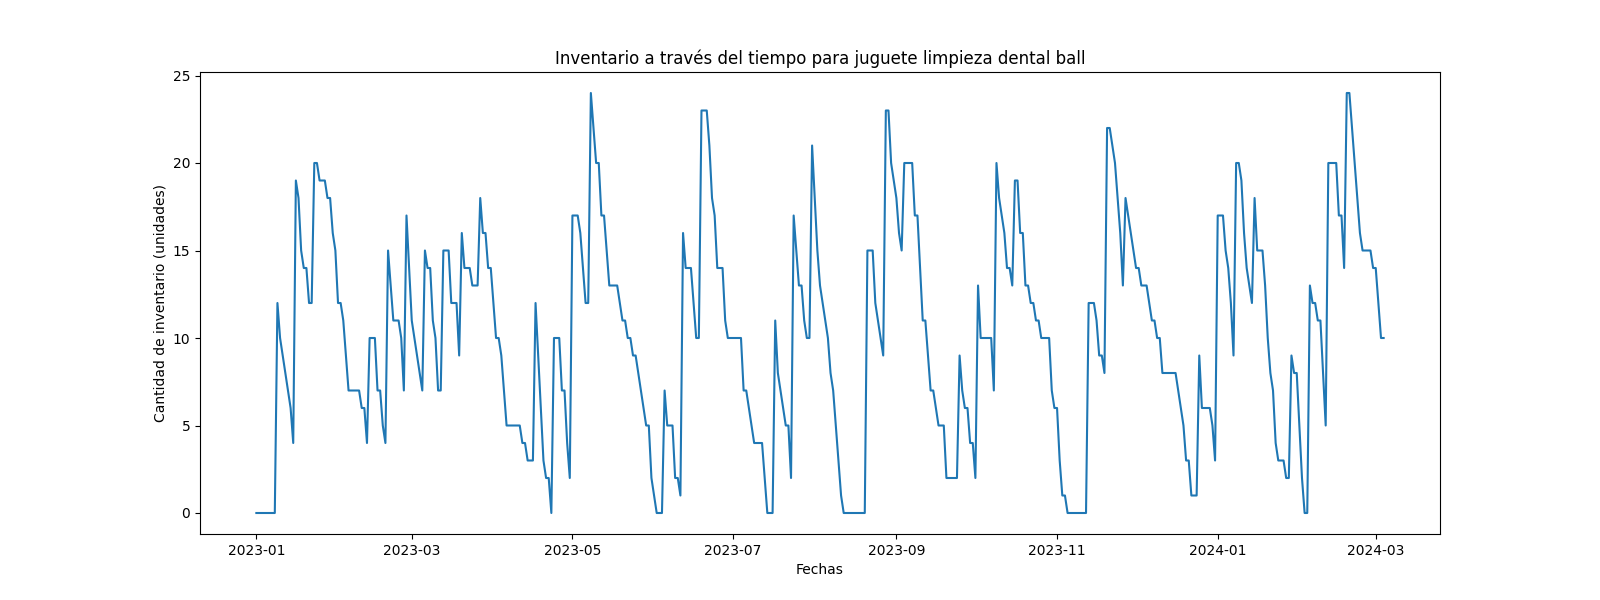 Inventario a través del tiempo para juguete limpieza dental ball
Cantidad de inventario (unidades)
25
20
15
10
5
0
2023-01 2023-03 2023-05 2023-07 2023-09 2023-11 2024-01 2024-03
Fechas